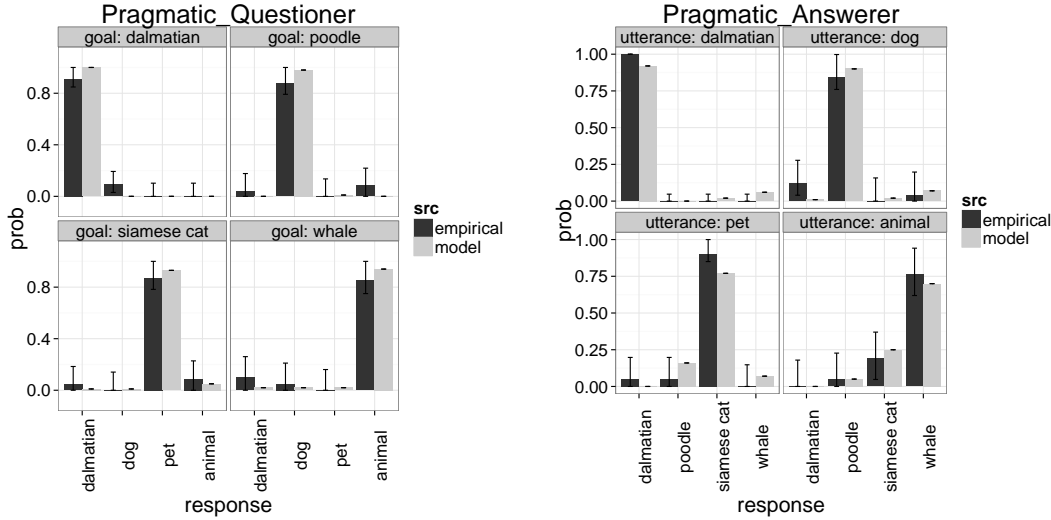 Pragmatic_Questioner
goal: dalmatian
goal: poodle
0.8
0.4
0.0
goal: siamese cat
goal: whale
0.8
0.4
0.0
prob
dalmatian
dog
pet
animal
dalmatian
dog
pet
animal
response
src
empirical
model
Pragmatic_Answerer
utterance: dalmatian
utterance: dog
1.00
0.75
0.50
0.25
0.00
utterance: pet
utterance: animal
1.00
0.75
0.50
0.25
0.00
prob
dalmatian
poodle
siamese cat
whale
dalmatian
poodle
siamese cat
whale
response
src
empirical
model